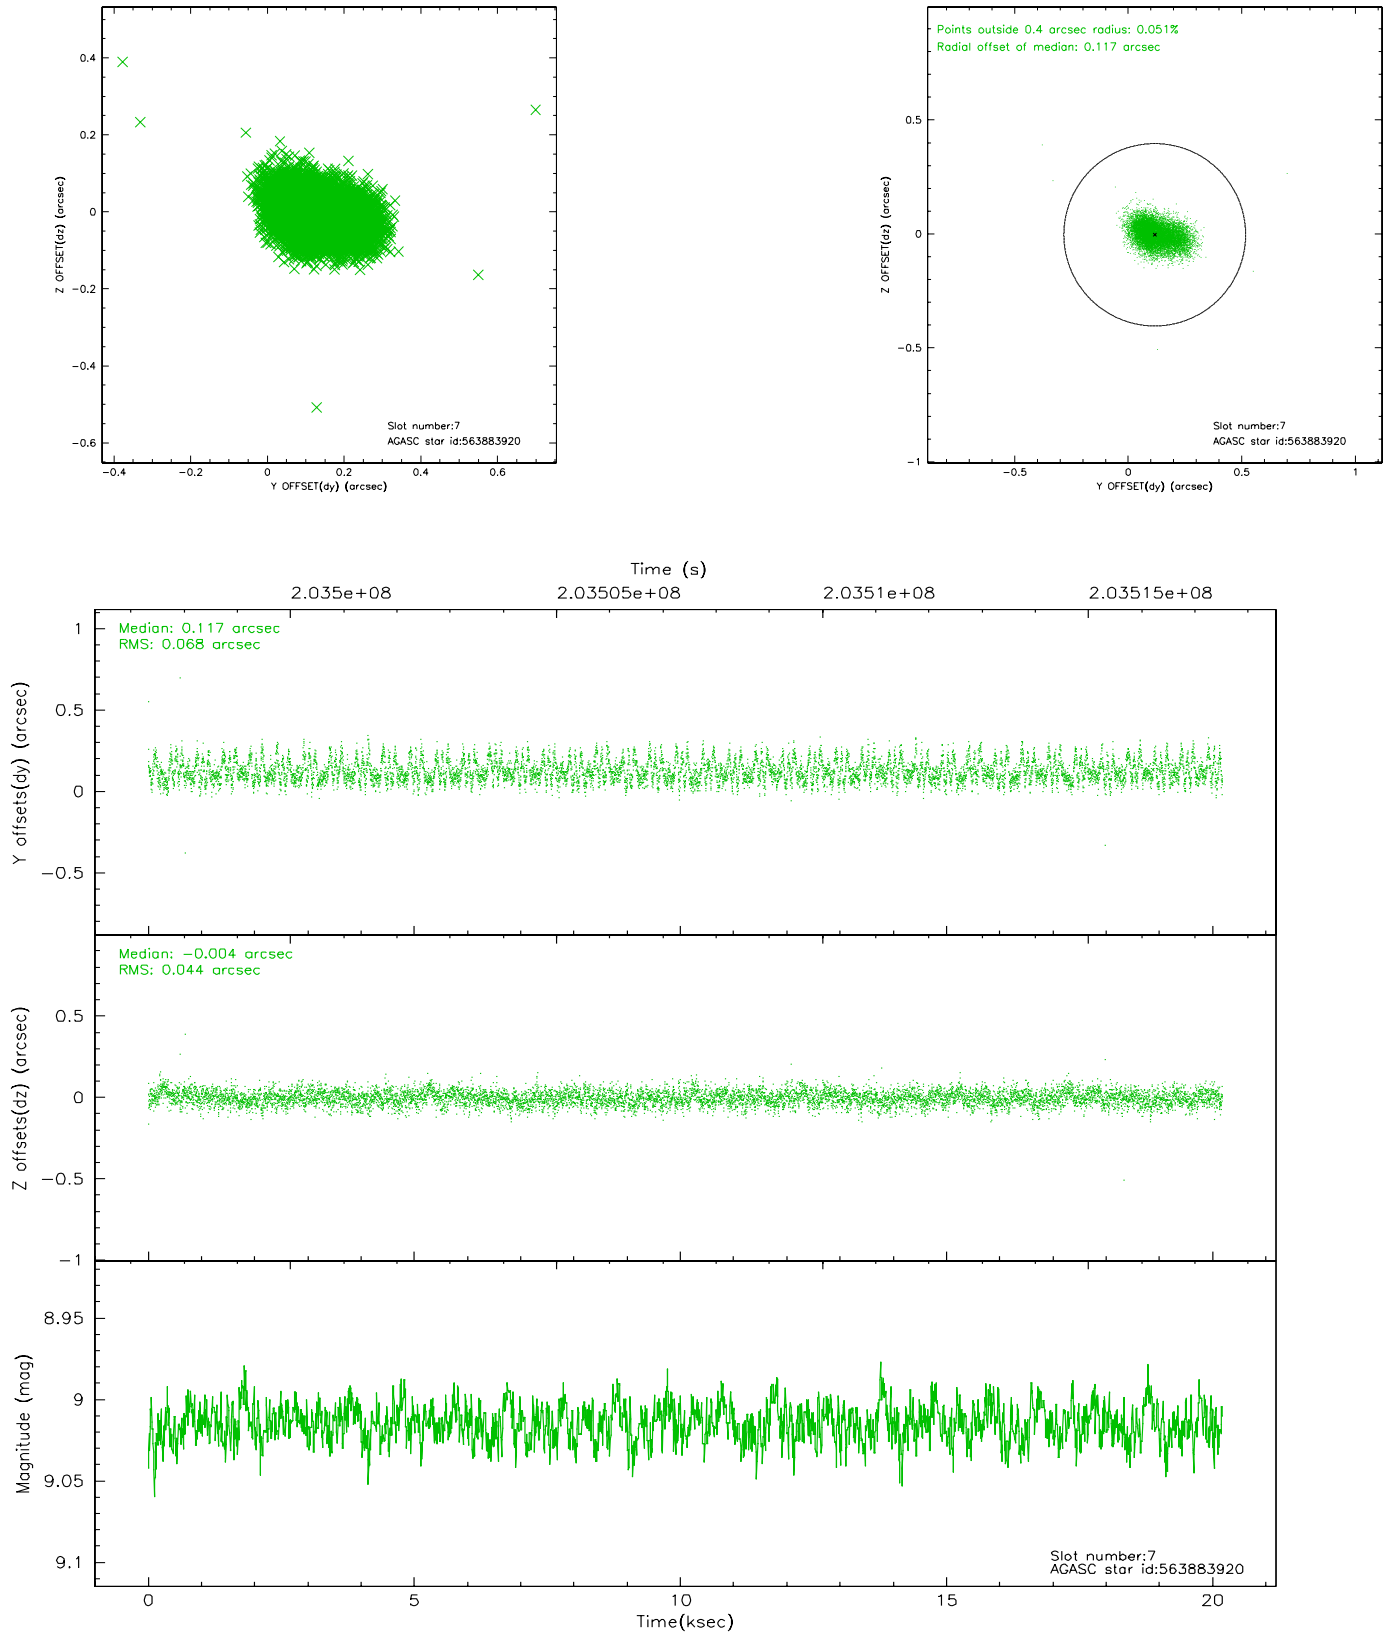 0.4
0.2
0
−0.2
−0.4
−0.6
Z OFFSET(dz) (arcsec)
Slot number:7
AGASC star id:563883920
−0.4 −0.2 0 0.2 0.4 0.6
Y OFFSET(dy) (arcsec)
Points outside 0.4 arcsec radius: 0.051%
Radial offset of median: 0.117 arcsec
0.5
0
−0.5
−1
Z OFFSET(dz) (arcsec)
Slot number:7
AGASC star id:563883920
−0.5 0 0.5 1
Y OFFSET(dy) (arcsec)
Time (s)
2.035e+08 2.03505e+08 2.0351e+08 2.03515e+08
Median: 0.117 arcsec
RMS: 0.068 arcsec
1
0.5
0
−0.5
Y offsets(dy) (arcsec)
Median: −0.004 arcsec
RMS: 0.044 arcsec
0.5
0
−0.5
−1
Z offsets(dz) (arcsec)
8.95
9
9.05
9.1
Magnitude (mag)
Slot number:7
AGASC star id:563883920
0 5 10 15 20
Time(ksec)